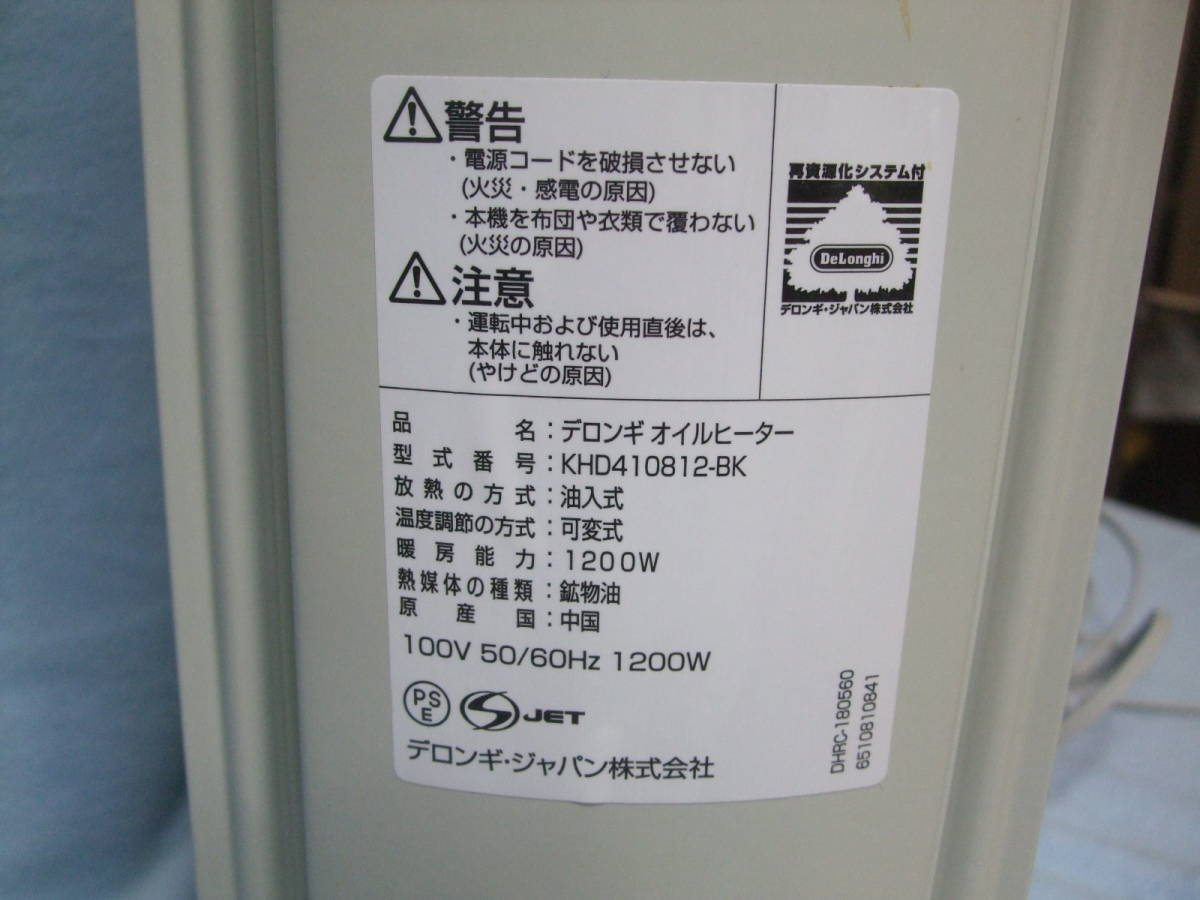 警告
・電源コードを破損させない
(火災・感電の原因)
・本機を布団や衣類で覆わない
(火災の原因)
注意
・運転中および使用直後は、
本体に触れない
(やけどの原因)
再資源化システム付
DeLonghi
デロンギ・ジャパン株式会社
品名：デロンギ オイルヒーター
型式番号：KHD410812-BK
放熱の方式：油入式
温度調節の方式：可変式
暖房能力：1200W
熱媒体の種類：鉱物油
原産国：中国
100V 50/60Hz 1200W
PS
E
JET
デロンギ・ジャパン株式会社
DHRC-180560
6510810841